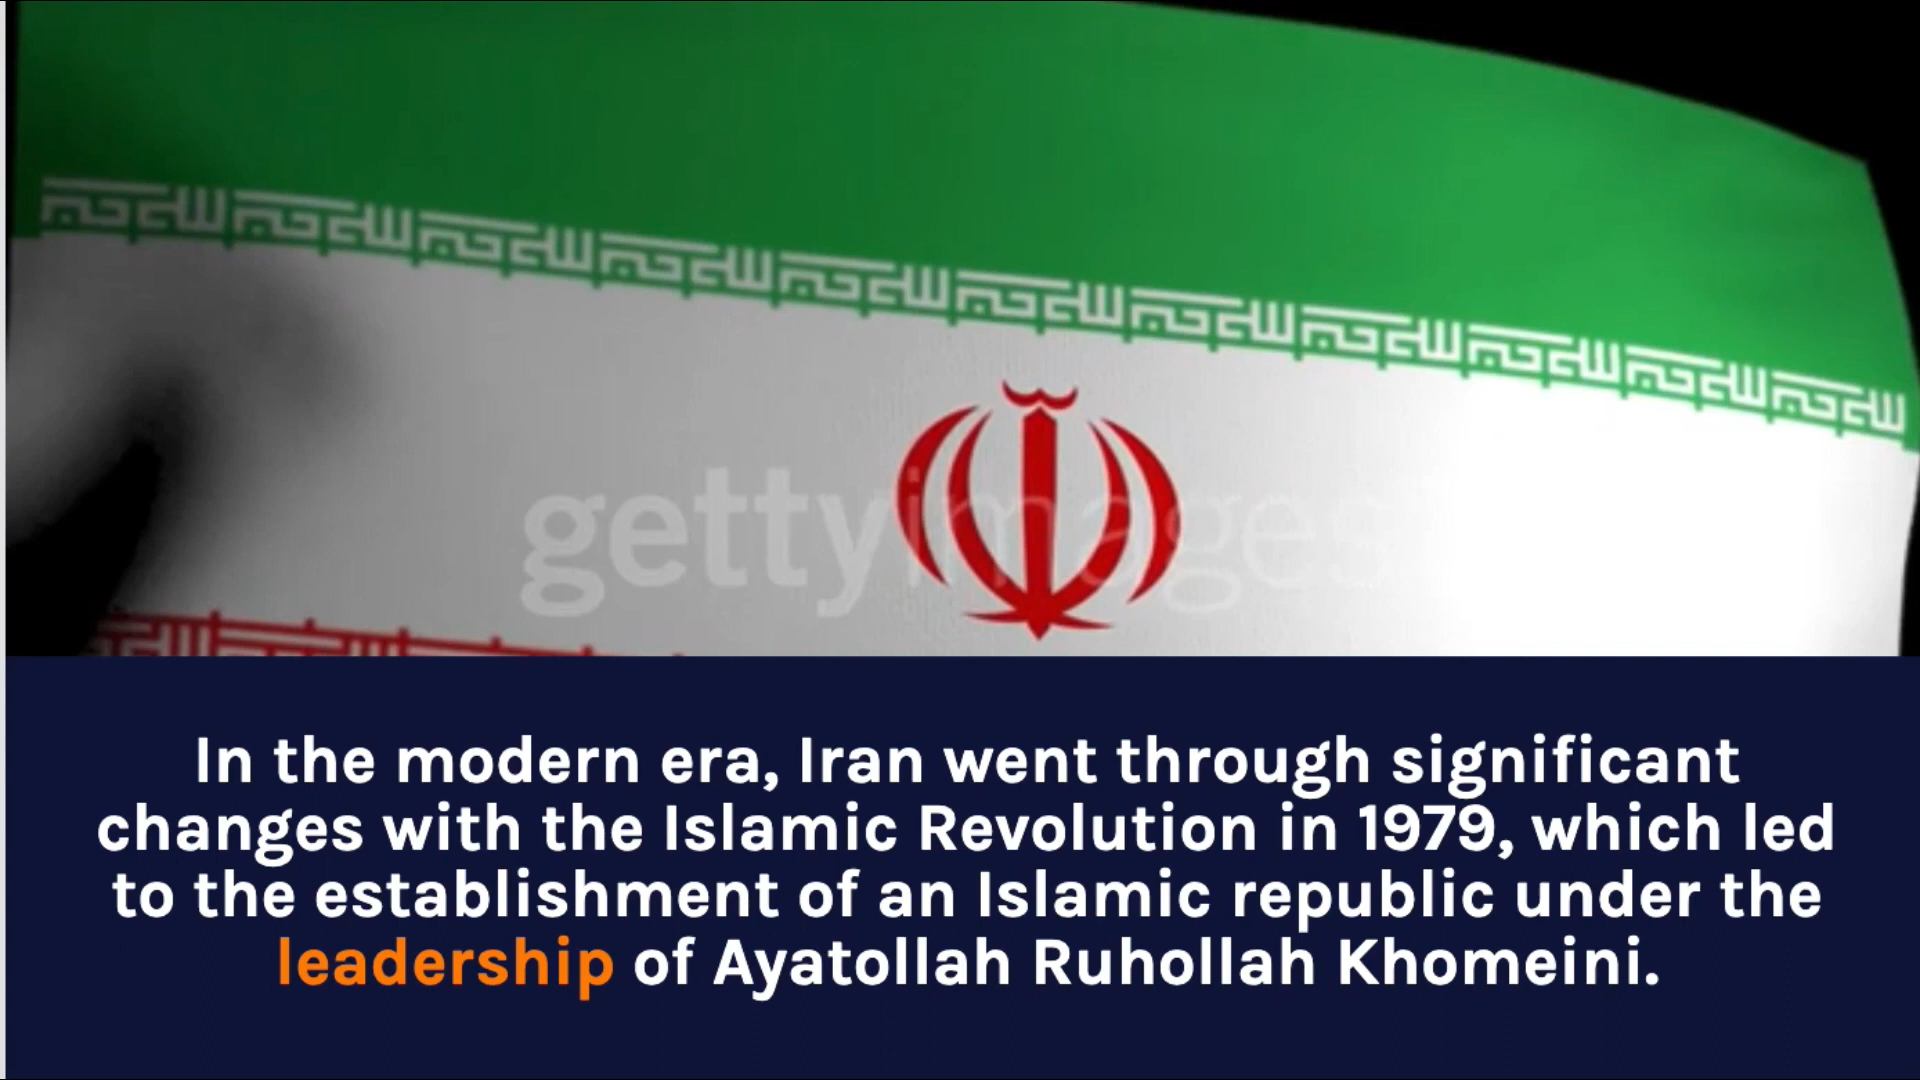 gettyimages
In the modern era, Iran went through significant
changes with the Islamic Revolution in 1979, which led
to the establishment of an Islamic republic under the
leadership of Ayatollah Ruhollah Khomeini.